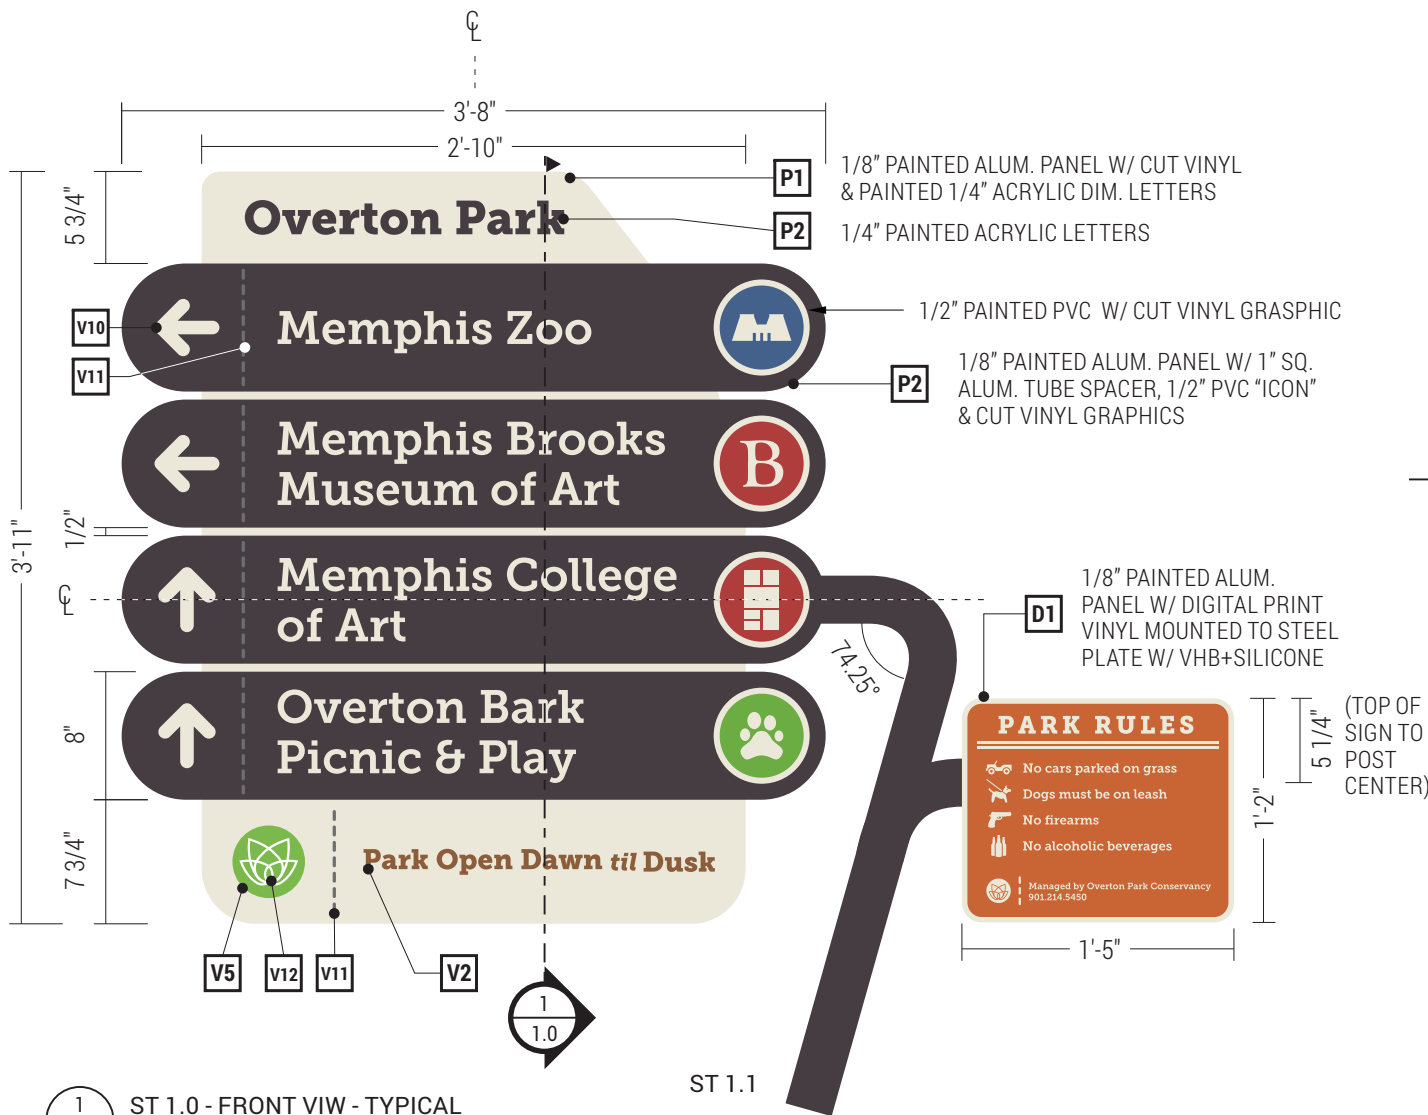 ℄
3'-8"
2'-10"
5 3/4"
3'-11"
1/2"
℄
8"
7 3/4"
Overton Park
Memphis Zoo
Memphis Brooks
Museum of Art
B
Memphis College
of Art
Overton Bark
Picnic & Play
Park Open Dawn til Dusk
V10
V11
V5
V12
V11
V2
P1
1/8” PAINTED ALUM. PANEL W/ CUT VINYL
& PAINTED 1/4” ACRYLIC DIM. LETTERS
P2
1/4” PAINTED ACRYLIC LETTERS
1/2” PAINTED PVC W/ CUT VINYL GRASPHIC
P2
1/8” PAINTED ALUM. PANEL W/ 1” SQ.
ALUM. TUBE SPACER, 1/2” PVC “ICON”
& CUT VINYL GRAPHICS
74.25°
D1
1/8” PAINTED ALUM.
PANEL W/ DIGITAL PRINT
VINYL MOUNTED TO STEEL
PLATE W/ VHB+SILICONE
PARK RULES
No cars parked on grass
Dogs must be on leash
No firearms
No alcoholic beverages
Managed by Overton Park Conservancy
901.214.5450
5 1/4"
(TOP OF
SIGN TO
POST
CENTER)
1'-2"
1'-5"
1
1.0
ST 1.1
1
ST 1.0 - FRONT VIW - TYPICAL